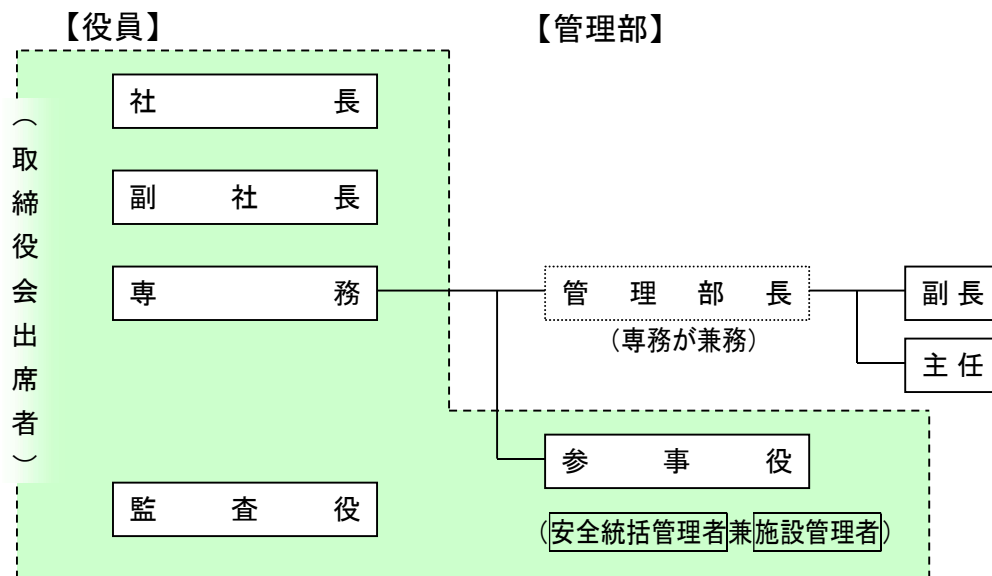 【役員】
【管理部】
（取締役会出席者）
社長
副社長
専務
管理部長
（専務が兼務）
副長
主任
参事役
（安全統括管理者兼施設管理者）
監査役